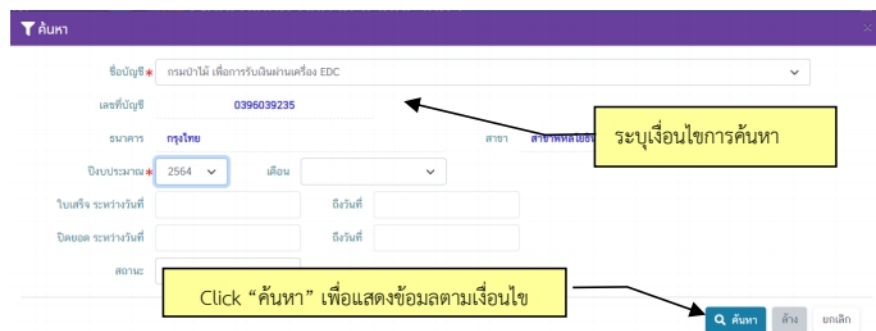 ค้นหา
ชื่อบัญชี * กรมป่าไม้ เพื่อการรับเงินผ่านเครื่อง EDC
เลขที่บัญชี 0396039235
ธนาคาร กรุงไทย สาขา
ระบุเงื่อนไขการค้นหา
ปีงบประมาณ * 2564 เดือน
ใบเสร็จ ระหว่างวันที่ ถึงวันที่
ปิดยอด ระหว่างวันที่ ถึงวันที่
สถานะ
Click “ค้นหา” เพื่อแสดงข้อมลตามเงื่อนไข
ค้นหา ล้าง ยกเลิก